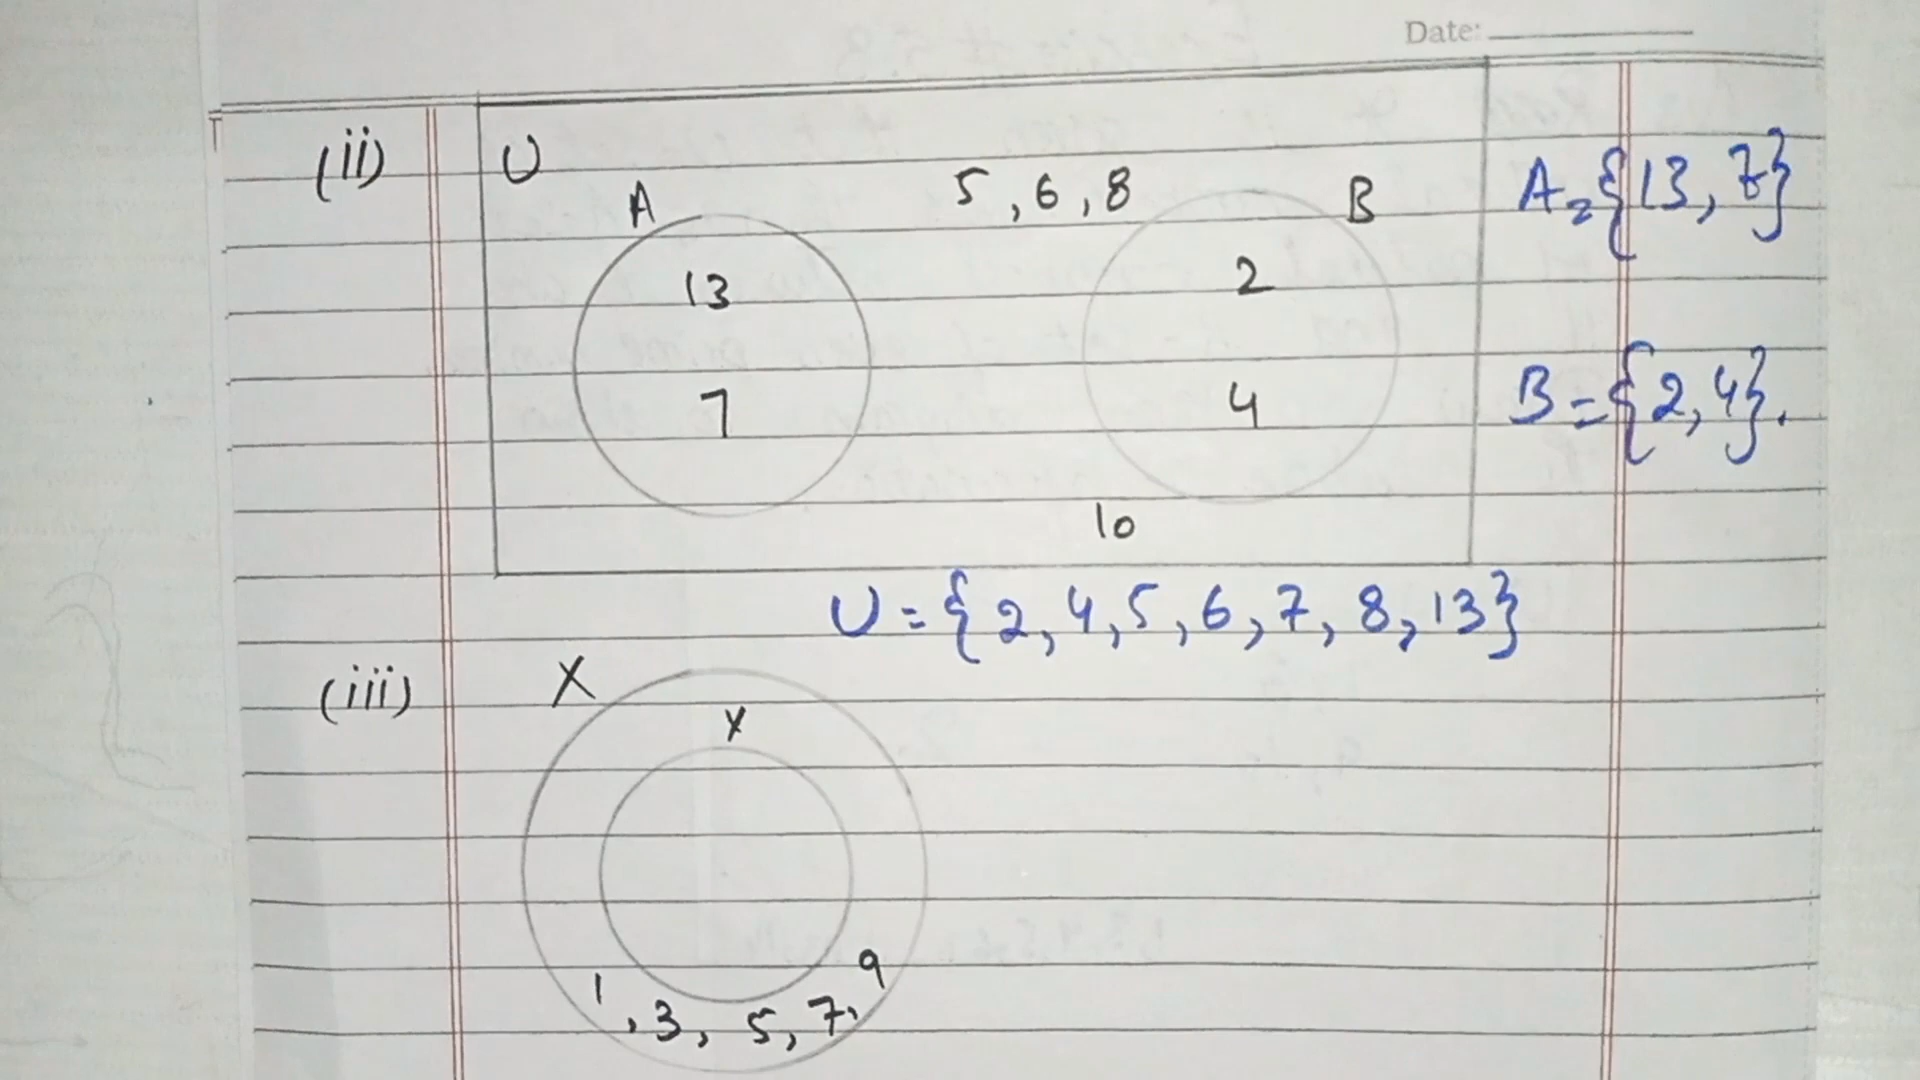 Date:
(ii) U
A 5, 6, 8 B A = {13, 7}
13 2
7 4 B = {2, 4}.
10
U = {2, 4, 5, 6, 7, 8, 13}
(iii) X
Y
1, 3, 5, 7, 9